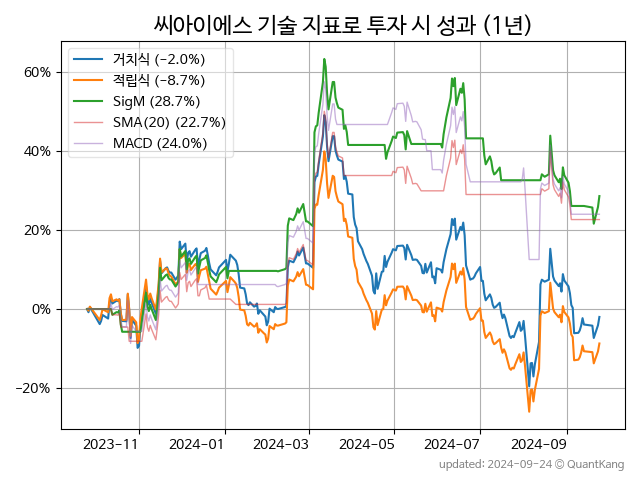 씨아이에스 기술 지표로 투자 시 성과 (1년)
거치식 (−2.0%)
적립식 (−8.7%)
SigM (28.7%)
SMA(20) (22.7%)
MACD (24.0%)
60%
40%
20%
0%
−20%
2023−11 2024−01 2024−03 2024−05 2024−07 2024−09
updated: 2024−09−24 © QuantKang